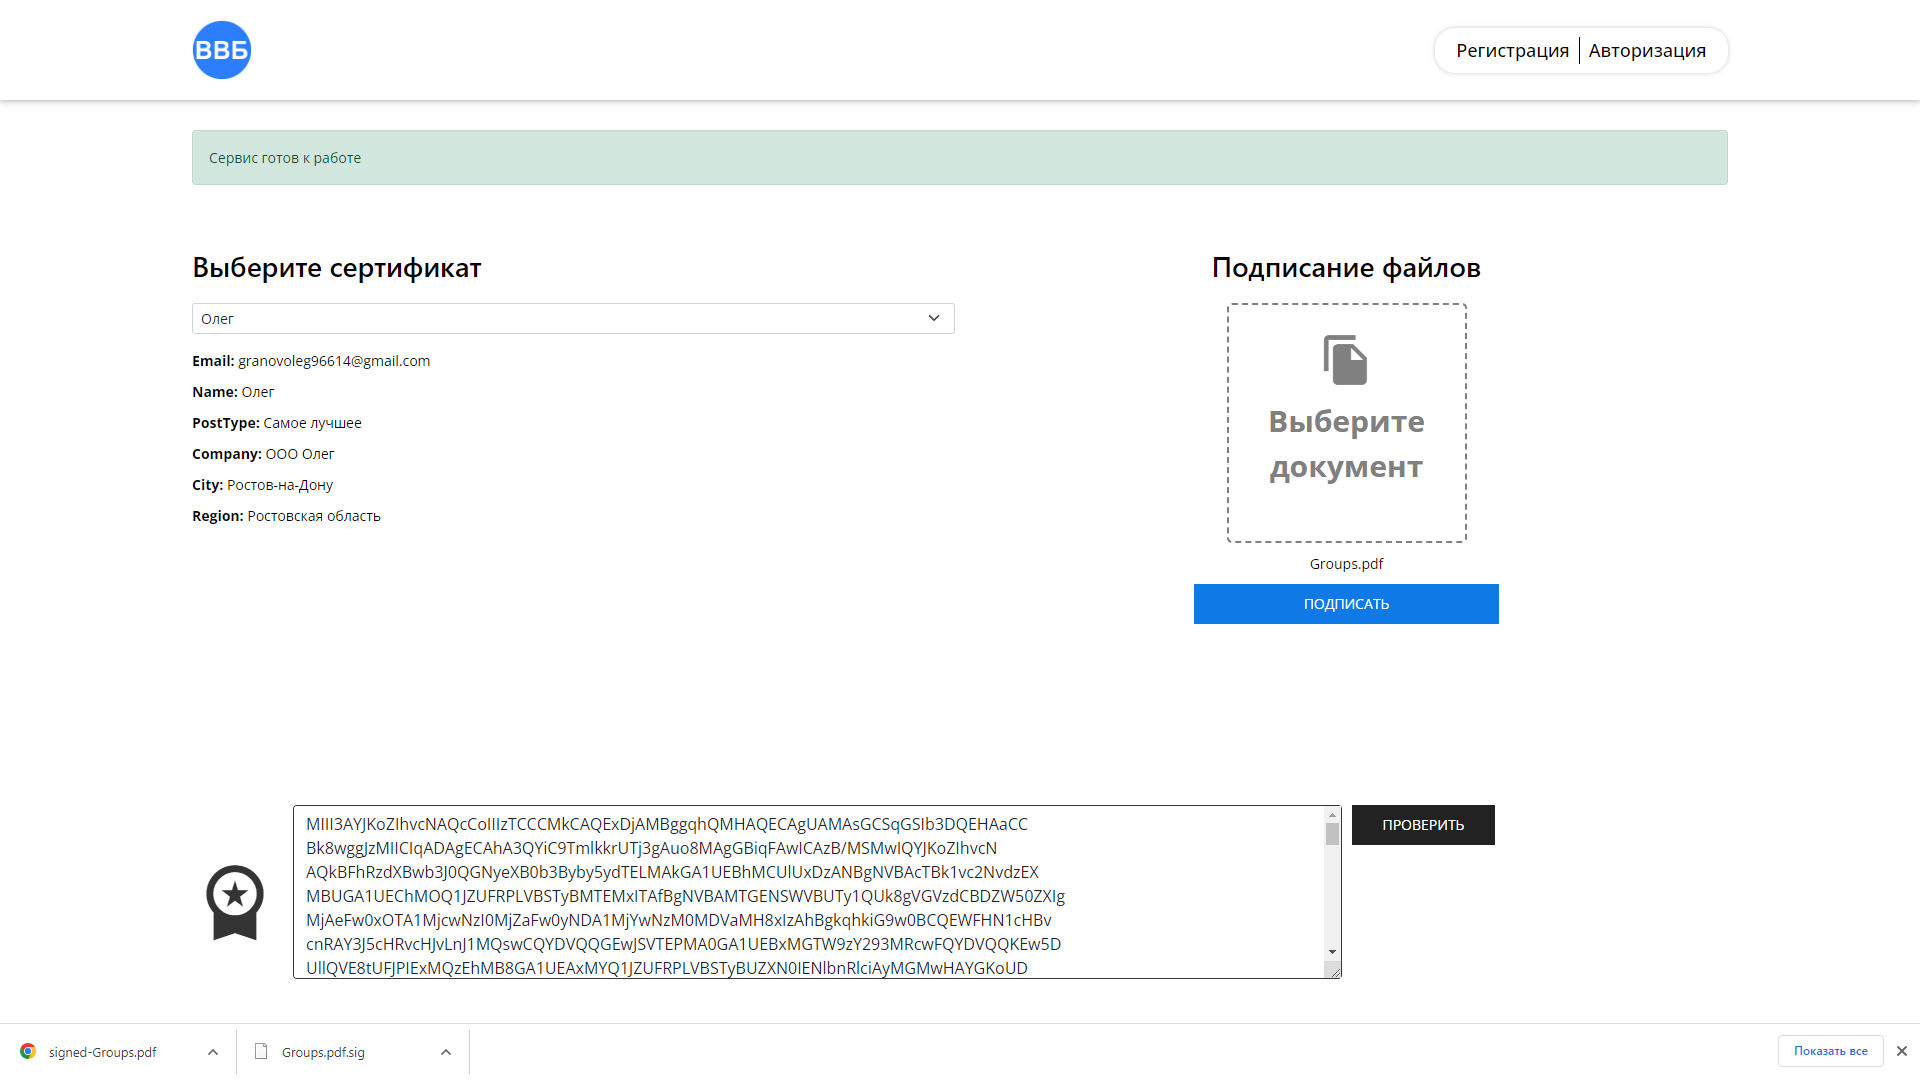 ВВБ
Регистрация
Авторизация
Сервис готов к работе
Выберите сертификат
Олег
Email: granovoleg96614@gmail.com
Name: Олег
PostType: Самое лучшее
Company: ООО Олег
City: Ростов-на-Дону
Region: Ростовская область
Подписание файлов
Выберите
документ
Groups.pdf
ПОДПИСАТЬ
MIII3AYJKoZIhvcNAQcCoIIIzTCCCMkCAQExDjAMBggqhQMHAQECAgUAMAsGCSqGSIb3DQEHAaCC
Bk8wggJzMIICIqADAgECAhA3QYiC9TmlkkrUTj3gAuo8MAgGBiqFAwICAzB/MSMwIQYJKoZIhvcN
AQkBFhRzdXBwb3J0QGNyeXB0b3Byby5ydTELMAkGA1UEBhMCUlUxDzANBgNVBAcTBk1vc2NvdzEX
MBUGA1UEChMOQ1JZUFRPLVBSTyBMTEMxITAfBgNVBAMTGENSWVBUTy1QUk8gVGVzdCBDZW50ZXIg
MjAeFw0xOTA1MjcwNzI0MjZaFw0yNDA1MjYwNzM0MDVaMH8xIzAhBgkqhkiG9w0BCQEWFHN1cHBv
cnRAY3J5cHRvcHJvLnJ1MQswCQYDVQQGEwJSVTEPMA0GA1UEBxMGTW9zY293MRcwFQYDVQQKEw5D
UllQVE8tUFJPIExMQzEhMB8GA1UEAxMYQ1JZUFRPLVBSTyBUZXN0IENlbnRlciAyMGMwHAYGKoUD
ПРОВЕРИТЬ
signed-Groups.pdf
Groups.pdf.sig
Показать все